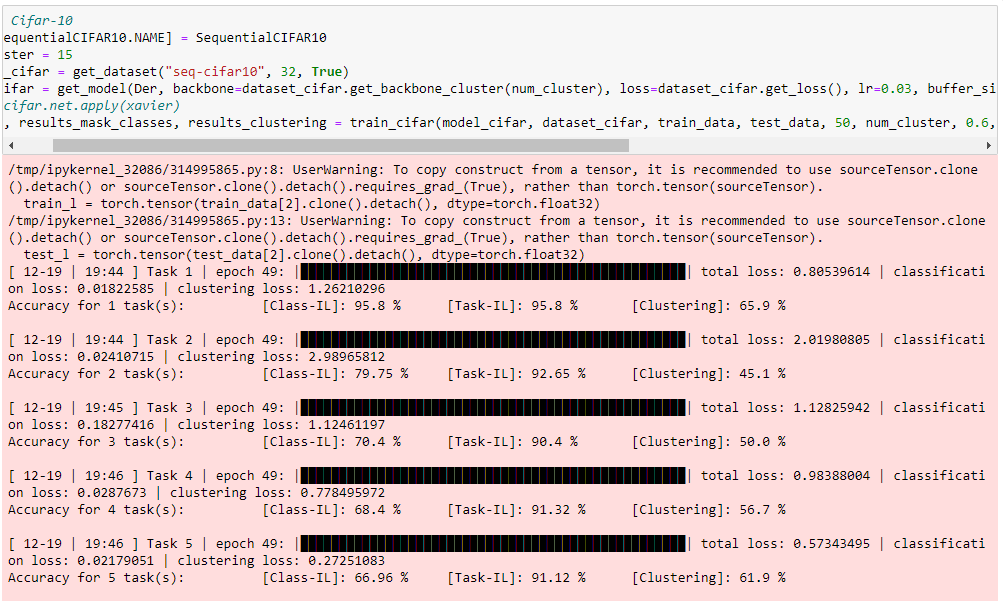 Cifar-10
equentialCIFAR10.NAME] = SequentialCIFAR10
ster = 15
_cifar = get_dataset("seq-cifar10", 32, True)
ifar = get_model(Der, backbone=dataset_cifar.get_backbone_cluster(num_cluster), loss=dataset_cifar.get_loss(), lr=0.03, buffer_si
cifar.net.apply(xavier)
, results_mask_classes, results_clustering = train_cifar(model_cifar, dataset_cifar, train_data, test_data, 50, num_cluster, 0.6,
/tmp/ipykernel_32086/314995865.py:8: UserWarning: To copy construct from a tensor, it is recommended to use sourceTensor.clone
().detach() or sourceTensor.clone().detach().requires_grad_(True), rather than torch.tensor(sourceTensor).
train_l = torch.tensor(train_data[2].clone().detach(), dtype=torch.float32)
/tmp/ipykernel_32086/314995865.py:13: UserWarning: To copy construct from a tensor, it is recommended to use sourceTensor.clone
().detach() or sourceTensor.clone().detach().requires_grad_(True), rather than torch.tensor(sourceTensor).
test_l = torch.tensor(test_data[2].clone().detach(), dtype=torch.float32)
[ 12-19 | 19:44 ] Task 1 | epoch 49: | | total loss: 0.80539614 | classificati
on loss: 0.01822585 | clustering loss: 1.26210296
Accuracy for 1 task(s): [Class-IL]: 95.8 % [Task-IL]: 95.8 % [Clustering]: 65.9 %
[ 12-19 | 19:44 ] Task 2 | epoch 49: | | total loss: 2.01980805 | classificati
on loss: 0.02410715 | clustering loss: 2.98965812
Accuracy for 2 task(s): [Class-IL]: 79.75 % [Task-IL]: 92.65 % [Clustering]: 45.1 %
[ 12-19 | 19:45 ] Task 3 | epoch 49: | | total loss: 1.12825942 | classificati
on loss: 0.18277416 | clustering loss: 1.12461197
Accuracy for 3 task(s): [Class-IL]: 70.4 % [Task-IL]: 90.4 % [Clustering]: 50.0 %
[ 12-19 | 19:46 ] Task 4 | epoch 49: | | total loss: 0.98388004 | classificati
on loss: 0.0287673 | clustering loss: 0.778495972
Accuracy for 4 task(s): [Class-IL]: 68.4 % [Task-IL]: 91.32 % [Clustering]: 56.7 %
[ 12-19 | 19:46 ] Task 5 | epoch 49: | | total loss: 0.57343495 | classificati
on loss: 0.02179051 | clustering loss: 0.27251083
Accuracy for 5 task(s): [Class-IL]: 66.96 % [Task-IL]: 91.12 % [Clustering]: 61.9 %